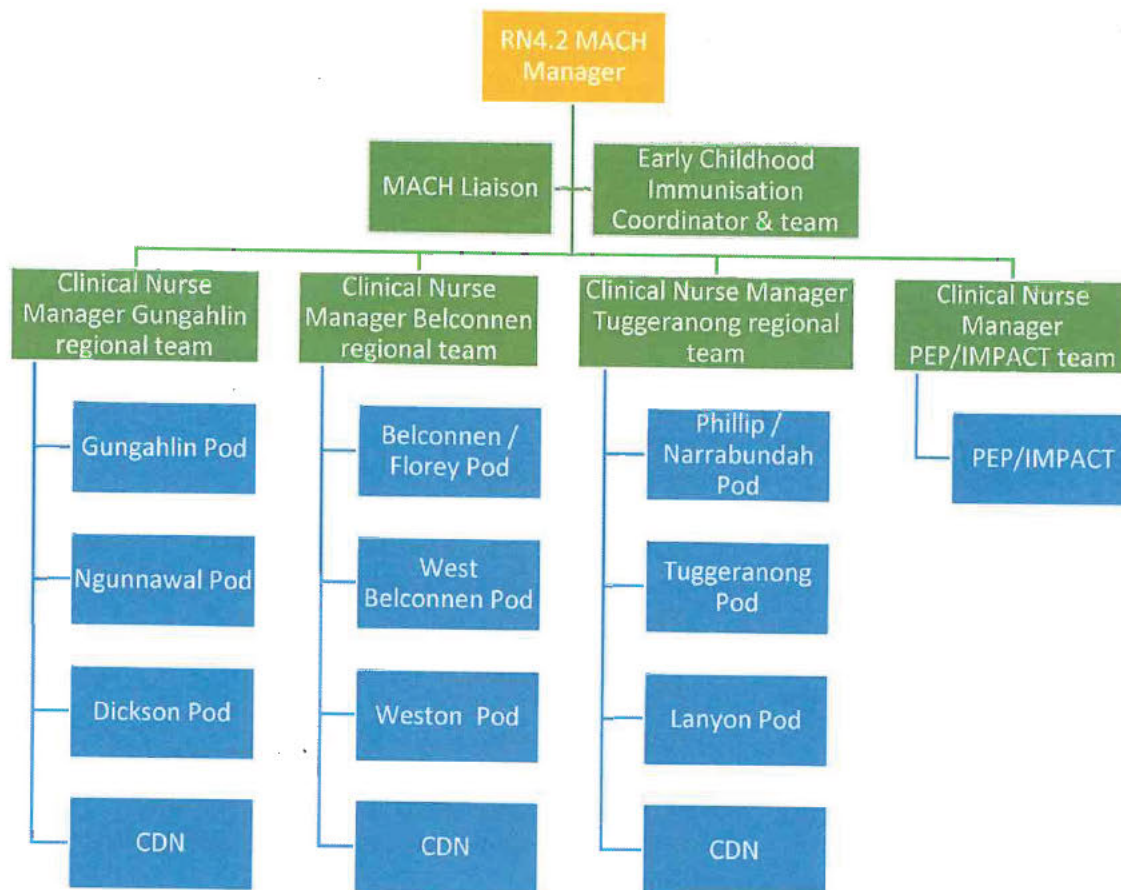 RN4.2 MACH
Manager
MACH Liaison
Early Childhood
Immunisation
Coordinator & team
Clinical Nurse
Manager Gungahlin
regional team
Clinical Nurse
Manager Belconnen
regional team
Clinical Nurse Manager
Tuggeranong regional
team
Clinical Nurse
Manager
PEP/IMPACT team
Gungahlin Pod
Ngunnawal Pod
Dickson Pod
CDN
Belconnen /
Florey Pod
West
Belconnen Pod
Weston Pod
CDN
Phillip /
Narrabundah
Pod
Tuggeranong
Pod
Lanyon Pod
CDN
PEP/IMPACT